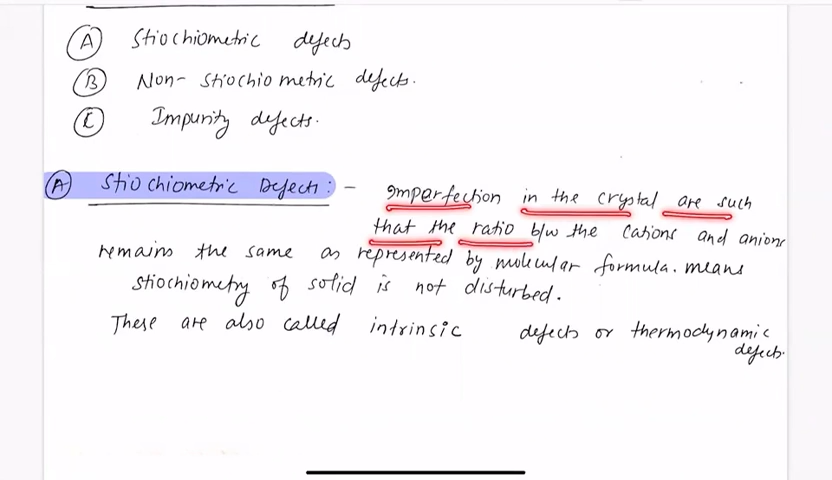 A Stiochiometric defects
B Non-Stiochiometric defects.
C Impurity defects.
A Stiochiometric Defect: - Imperfection in the crystal are such
that the ratio b/w the Cations and anions
remains the same as represented by molecular formula. means
stiochiometry of solid is not disturbed.
These are also called intrinsic defects or thermodynamic
defects.